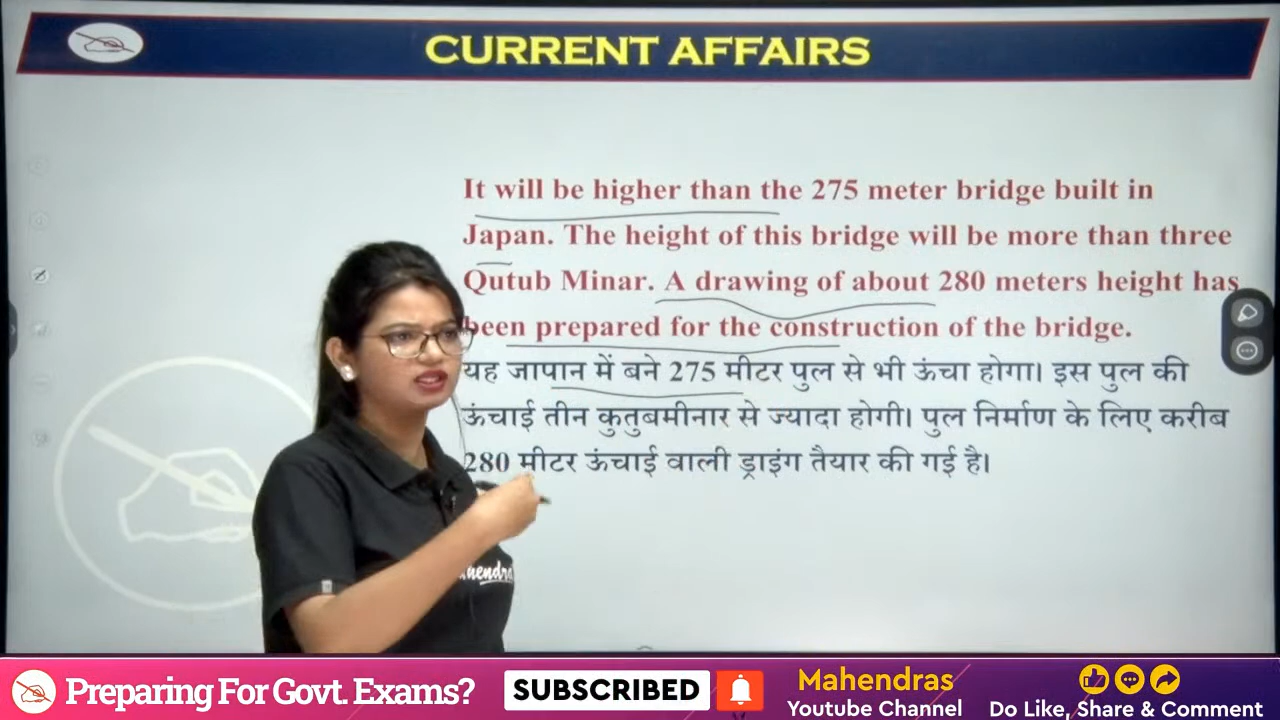 CURRENT AFFAIRS
It will be higher than the 275 meter bridge built in
Japan. The height of this bridge will be more than three
Qutub Minar. A drawing of about 280 meters height has
been prepared for the construction of the bridge.
यह जापान में बने 275 मीटर पुल से भी ऊंचा होगा। इस पुल की
ऊंचाई तीन कुतुबमीनार से ज्यादा होगी। पुल निर्माण के लिए करीब
280 मीटर ऊंचाई वाली ड्राइंग तैयार की गई है।
Preparing For Govt. Exams?
SUBSCRIBED
Mahendras
Youtube Channel
Do Like, Share & Comment